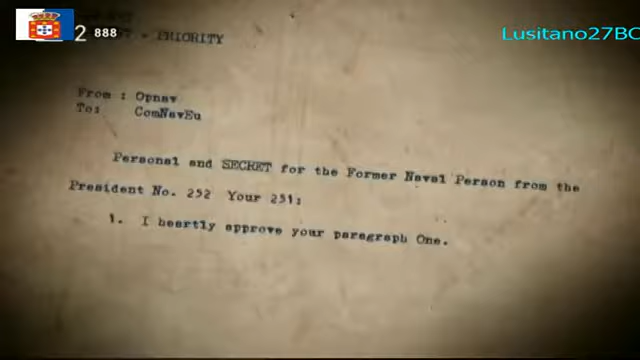 2 888
Lusitano27BC
- PRIORITY
From : Opnav
To: ComNavEu
Personal and SECRET for the Former Naval Person from the
President No. 252 Your 251:
1. I heartly approve your paragraph One.